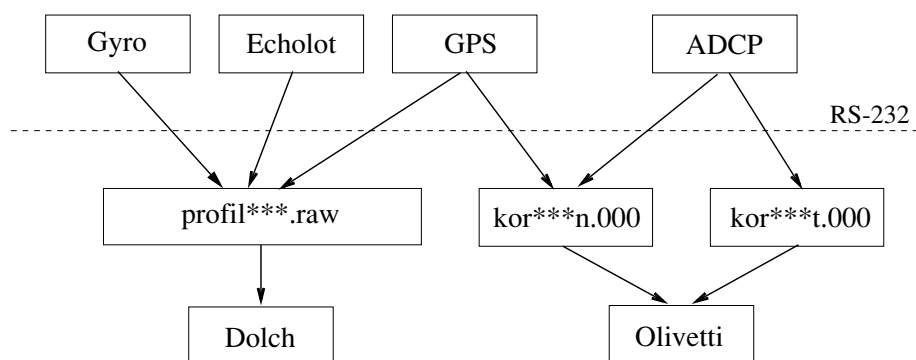 Gyro
Echolot
GPS
ADCP
RS-232
profil***.raw
kor***n.000
kor***t.000
Dolch
Olivetti